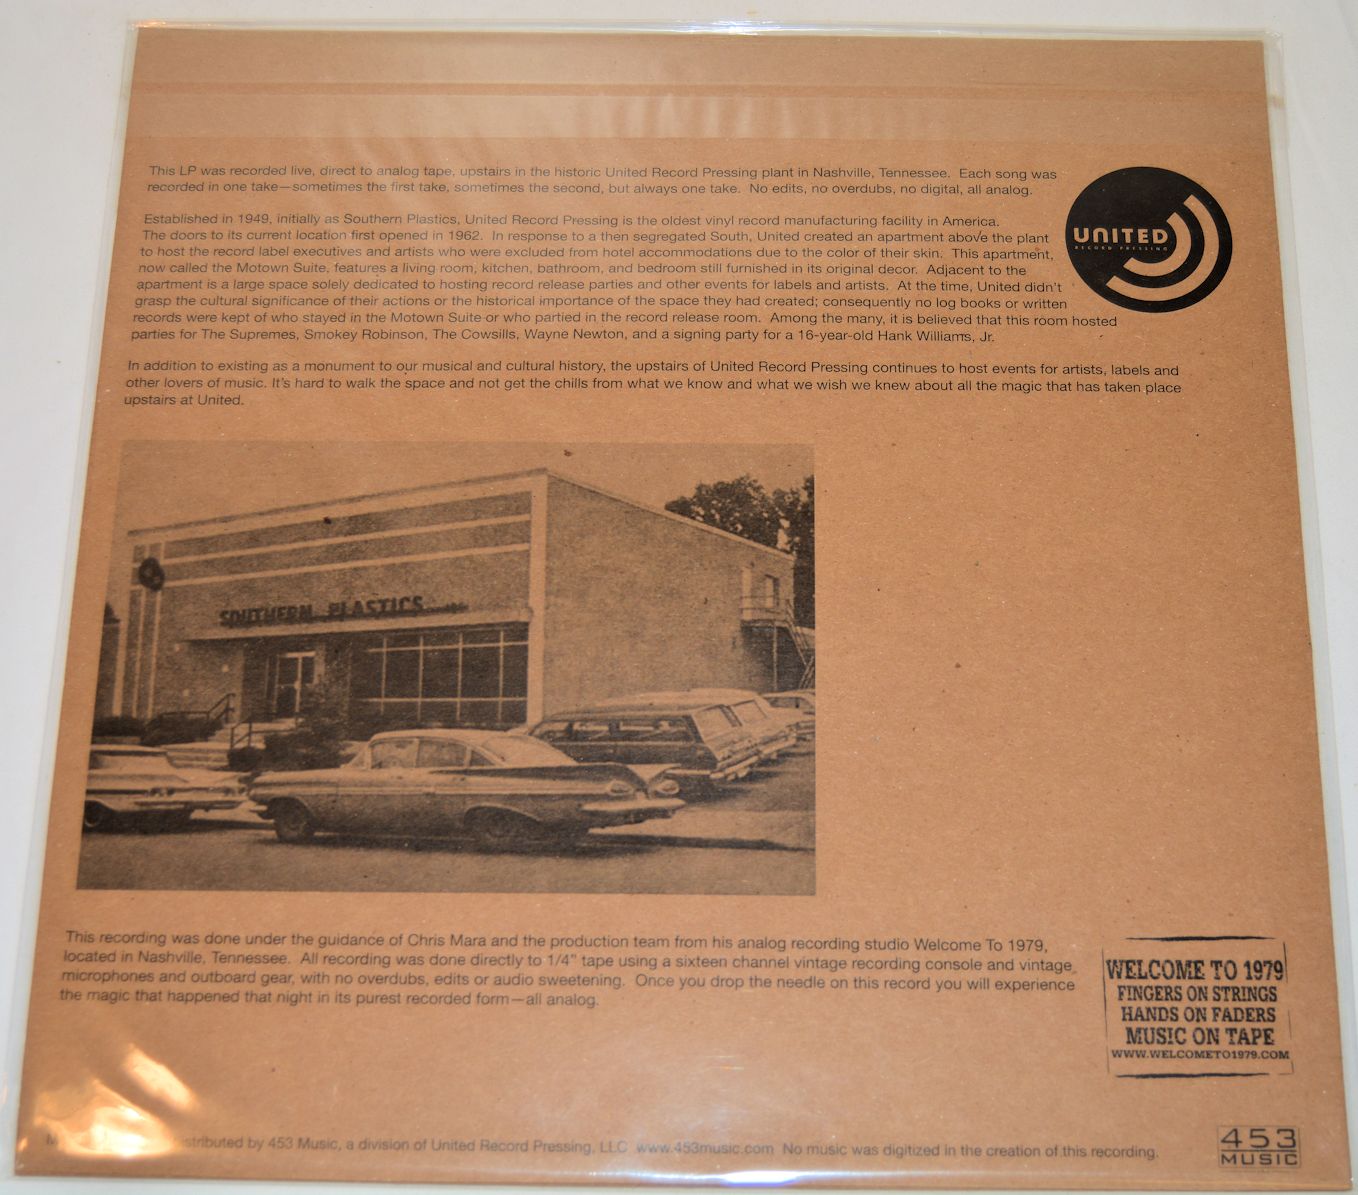 This LP was recorded live, direct to analog tape, upstairs in the historic United Record Pressing plant in Nashville, Tennessee. Each song was
recorded in one take—sometimes the first take, sometimes the second, but always one take. No edits, no overdubs, no digital, all analog.
UNITED
RECORD PRESSING
Established in 1949, initially as Southern Plastics, United Record Pressing is the oldest vinyl record manufacturing facility in America.
The doors to its current location first opened in 1962. In response to a then segregated South, United created an apartment above the plant
to host the record label executives and artists who were excluded from hotel accommodations due to the color of their skin. This apartment,
now called the Motown Suite, features a living room, kitchen, bathroom, and bedroom still furnished in its original decor. Adjacent to the
apartment is a large space solely dedicated to hosting record release parties and other events for labels and artists. At the time, United didn't
grasp the cultural significance of their actions or the historical importance of the space they had created; consequently no log books or written
records were kept of who stayed in the Motown Suite or who partied in the record release room. Among the many, it is believed that this room hosted
parties for The Supremes, Smokey Robinson, The Cowsills, Wayne Newton, and a signing party for a 16-year-old Hank Williams, Jr.
In addition to existing as a monument to our musical and cultural history, the upstairs of United Record Pressing continues to host events for artists, labels and
other lovers of music. It's hard to walk the space and not get the chills from what we know and what we wish we knew about all the magic that has taken place
upstairs at United.
SOUTHERN PLASTICS
This recording was done under the guidance of Chris Mara and the production team from his analog recording studio Welcome To 1979,
located in Nashville, Tennessee. All recording was done directly to 1/4" tape using a sixteen channel vintage recording console and vintage
microphones and outboard gear, with no overdubs, edits or audio sweetening. Once you drop the needle on this record you will experience
the magic that happened that night in its purest recorded form—all analog.
WELCOME TO 1979
FINGERS ON STRINGS
HANDS ON FADERS
MUSIC ON TAPE
WWW.WELCOMETO1979.COM
by 453 Music, a division of United Record Pressing, LLC www.453music.com No music was digitized in the creation of this recording.
453
MUSIC